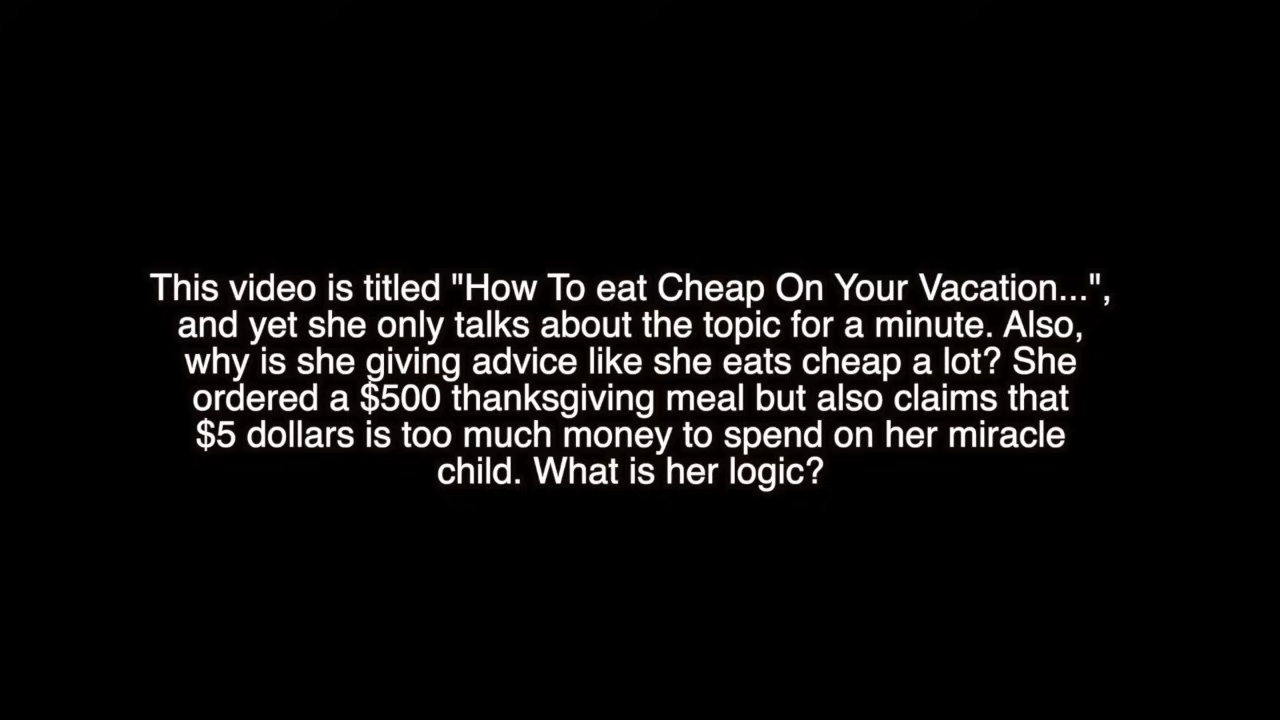 This video is titled "How To eat Cheap On Your Vacation...",
and yet she only talks about the topic for a minute. Also,
why is she giving advice like she eats cheap a lot? She
ordered a $500 thanksgiving meal but also claims that
$5 dollars is too much money to spend on her miracle
child. What is her logic?